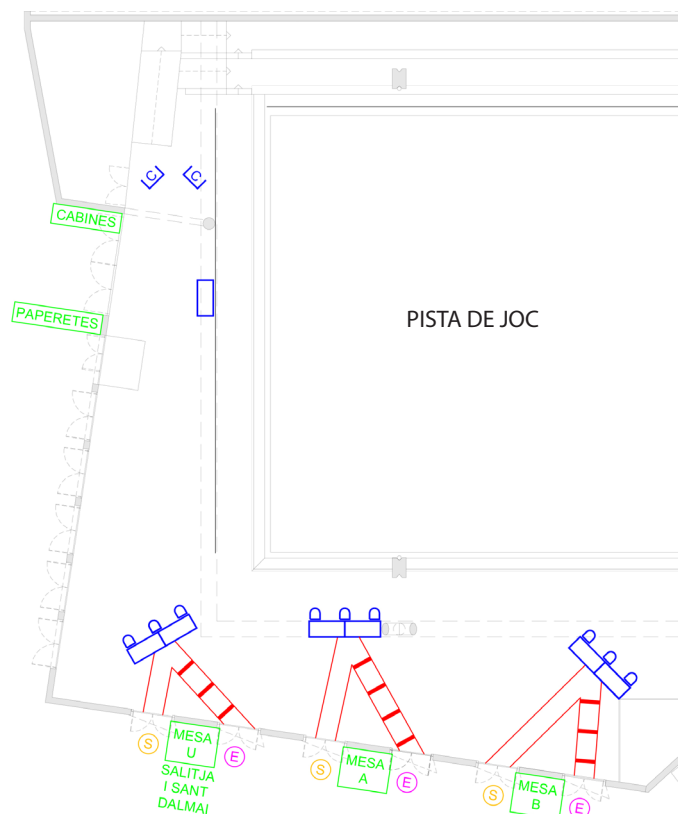 C
C
CABINES
PAPERETES
PISTA DE JOC
S
MESA
U
E
SALITJA
I SANT
DALMAI
S
MESA
A
E
S
MESA
B
E